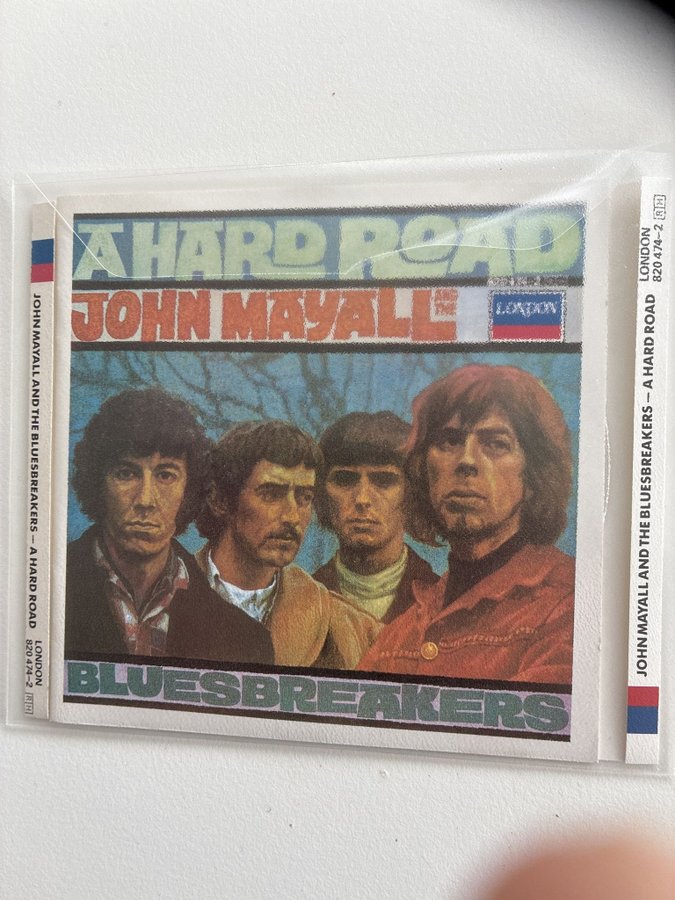 A HARD ROAD
JOHN MAYALL
LONDON
BLUESBREAKERS
JOHN MAYALL AND THE BLUESBREAKERS – A HARD ROAD
LONDON
820 474-2
JOHN MAYALL AND THE BLUESBREAKERS – A HARD ROAD
LONDON
820 474-2